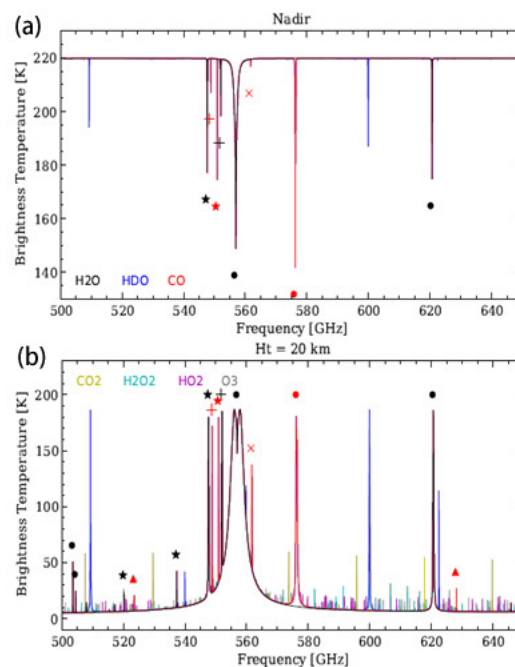 (a)
Nadir
Brightness Temperature [K]
220
200
180
160
140
H2O HDO CO
500 520 540 560 580 600 620 640
Frequency [GHz]
(b)
Ht = 20 km
Brightness Temperature [K]
200
150
100
50
0
CO2 H2O2 HO2 O3
500 520 540 560 580 600 620 640
Frequency [GHz]